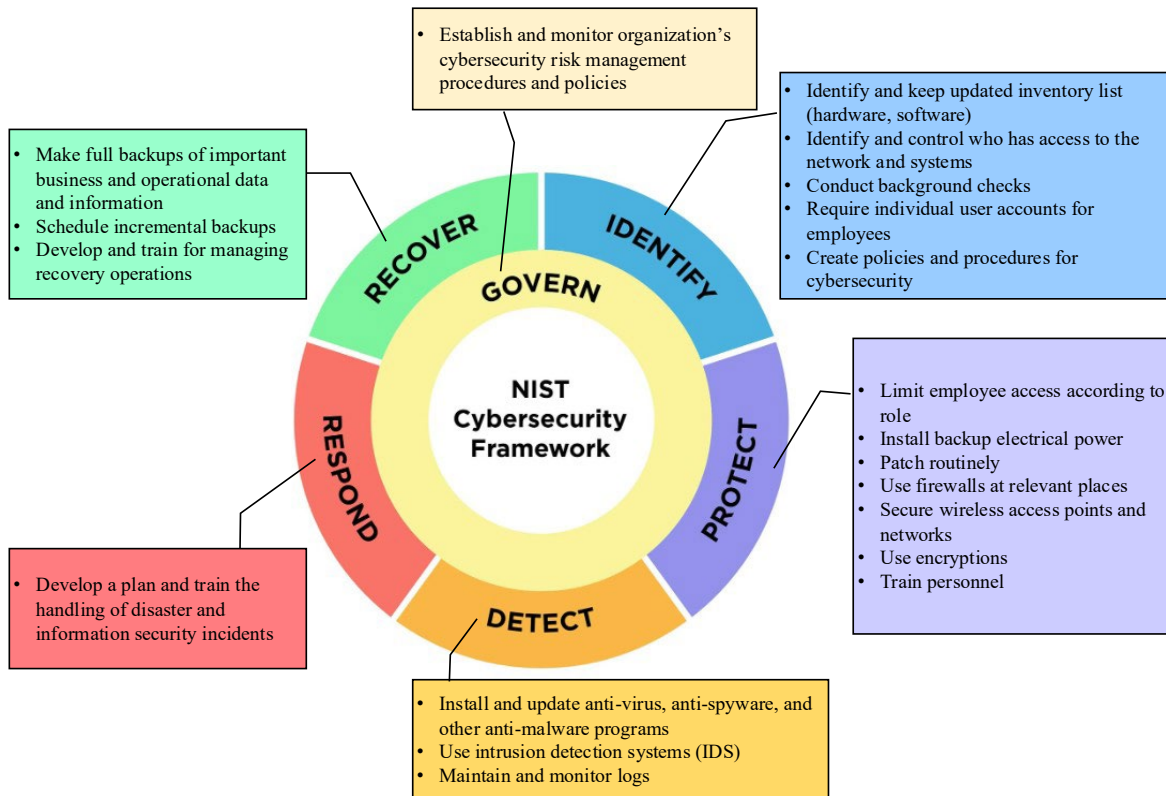 • Establish and monitor organization's
cybersecurity risk management
procedures and policies
• Identify and keep updated inventory list
(hardware, software)
• Identify and control who has access to the
network and systems
• Conduct background checks
• Require individual user accounts for
employees
• Create policies and procedures for
cybersecurity
• Make full backups of important
business and operational data
and information
• Schedule incremental backups
• Develop and train for managing
recovery operations
RECOVER
IDENTIFY
GOVERN
NIST
Cybersecurity
Framework
RESPOND
PROTECT
• Limit employee access according to
role
• Install backup electrical power
• Patch routinely
• Use firewalls at relevant places
• Secure wireless access points and
networks
• Use encryptions
• Train personnel
• Develop a plan and train the
handling of disaster and
information security incidents
DETECT
• Install and update anti-virus, anti-spyware, and
other anti-malware programs
• Use intrusion detection systems (IDS)
• Maintain and monitor logs